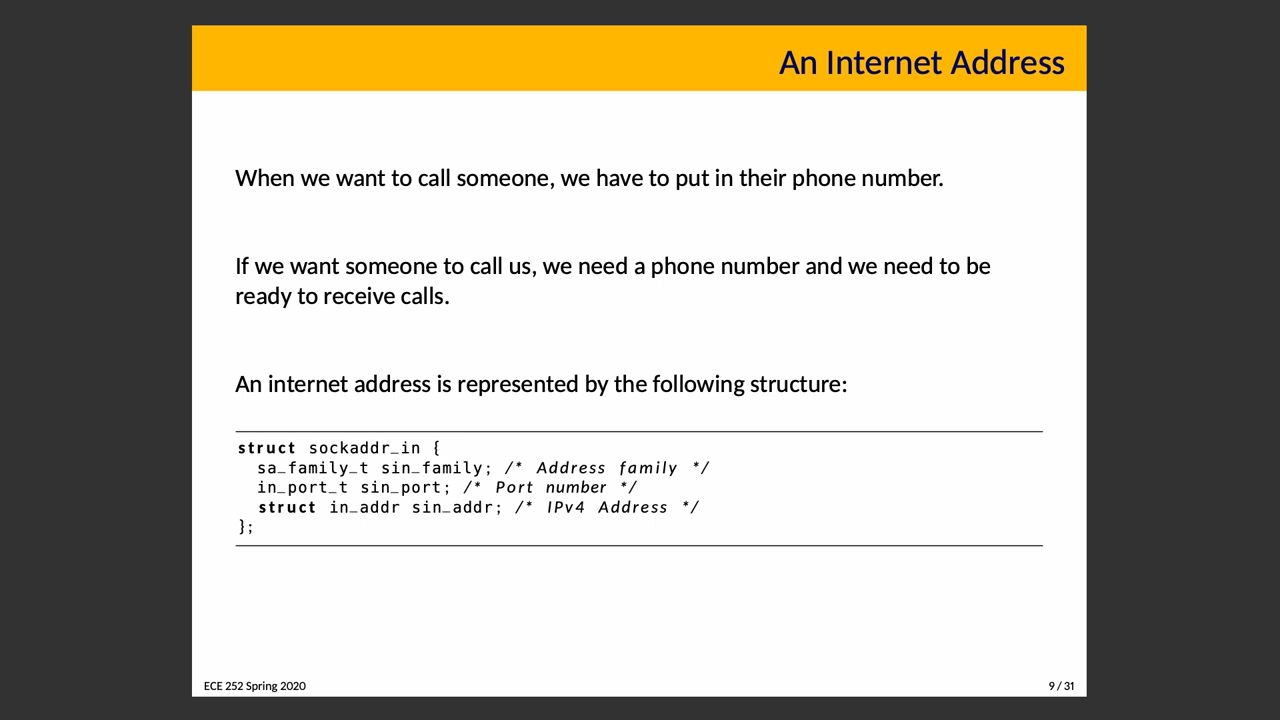 An Internet Address
When we want to call someone, we have to put in their phone number.
If we want someone to call us, we need a phone number and we need to be
ready to receive calls.
An internet address is represented by the following structure:
struct sockaddr_in {
  sa_family_t sin_family; /* Address family */
  in_port_t sin_port; /* Port number */
  struct in_addr sin_addr; /* IPv4 Address */
};
ECE 252 Spring 2020
9 / 31